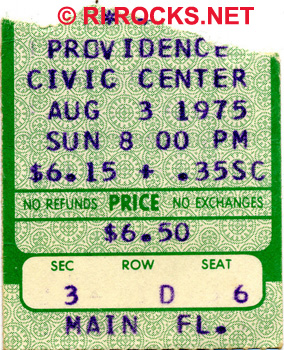 © RIROCKS.NET
PROVIDENCE
CIVIC CENTER
AUG 3 1975
SUN 8 00 PM
$6.15 + .35SC
NO REFUNDS PRICE NO EXCHANGES
$6.50
SEC ROW SEAT
3 D 6
MAIN FL.